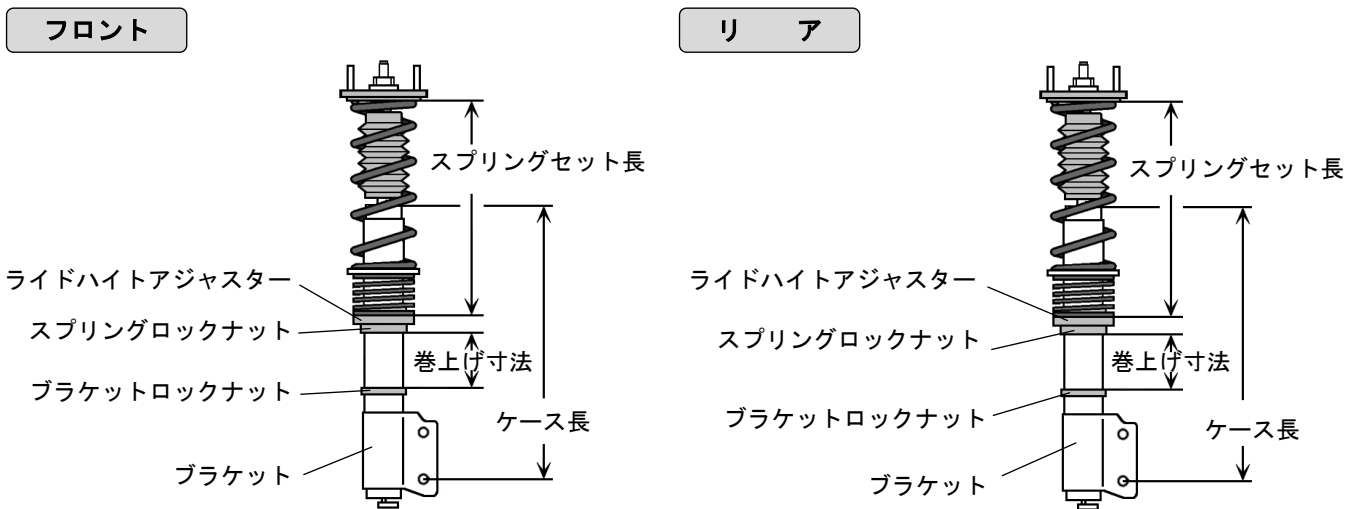 フロント
スプリングセット長
ライドハイトアジャスター
スプリングロックナット
巻上げ寸法
ブラケットロックナット
ケース長
ブラケット
リ ア
スプリングセット長
ライドハイトアジャスター
スプリングロックナット
巻上げ寸法
ブラケットロックナット
ケース長
ブラケット